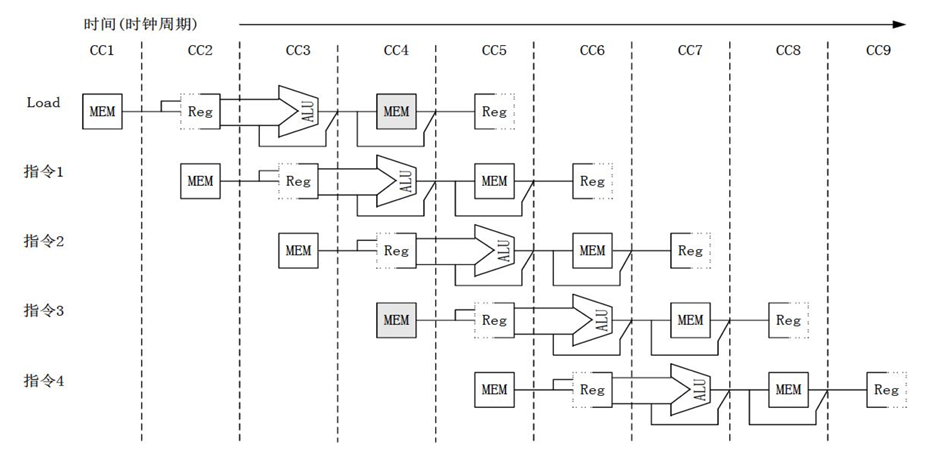 时间(时钟周期)
CC1 CC2 CC3 CC4 CC5 CC6 CC7 CC8 CC9
Load MEM Reg ALU MEM Reg
指令1 MEM Reg ALU MEM Reg
指令2 MEM Reg ALU MEM Reg
指令3 MEM Reg ALU MEM Reg
指令4 MEM Reg ALU MEM Reg